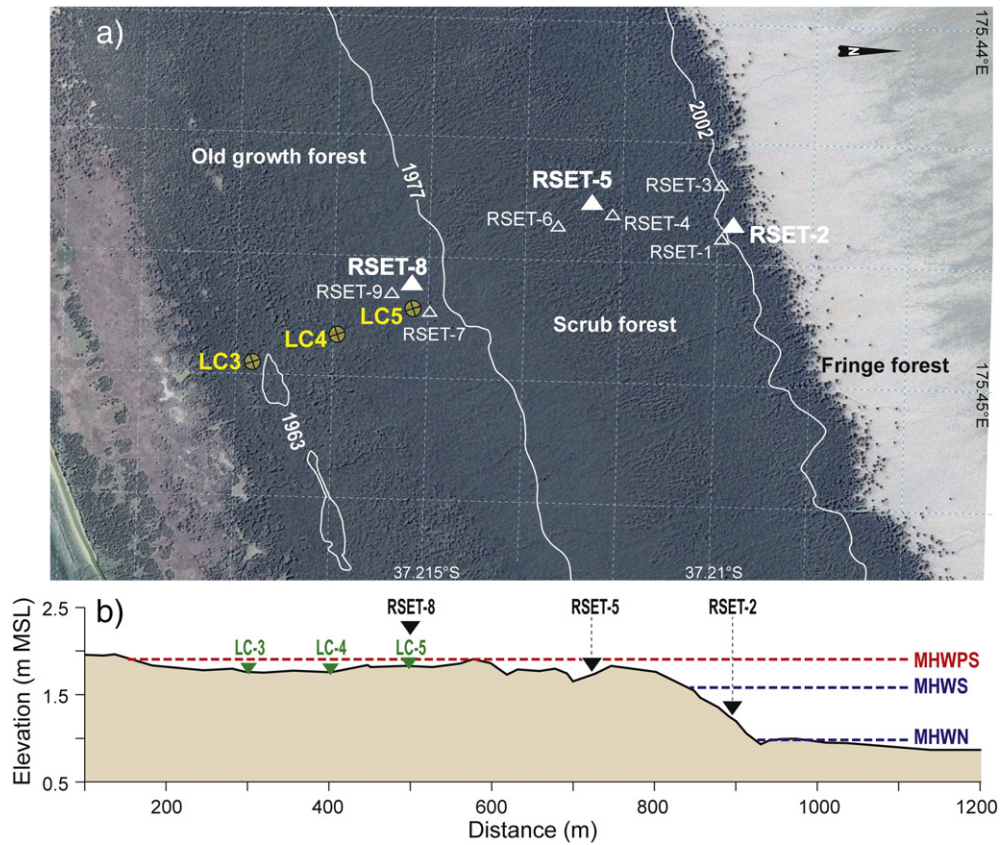 a)
175.44°E
N
2002
Old growth forest
1977
RSET-5
RSET-3
RSET-6
RSET-4
RSET-2
RSET-1
RSET-8
RSET-9
LC5
RSET-7
LC4
Scrub forest
LC3
Fringe forest
175.45°E
1963
37.215°S
37.21°S
b)
2.5
RSET-8
RSET-5
RSET-2
LC-3
LC-4
LC-5
MHWPS
MHWS
1.5
MHWN
0.5
Elevation (m MSL)
200
400
600
800
1000
1200
Distance (m)